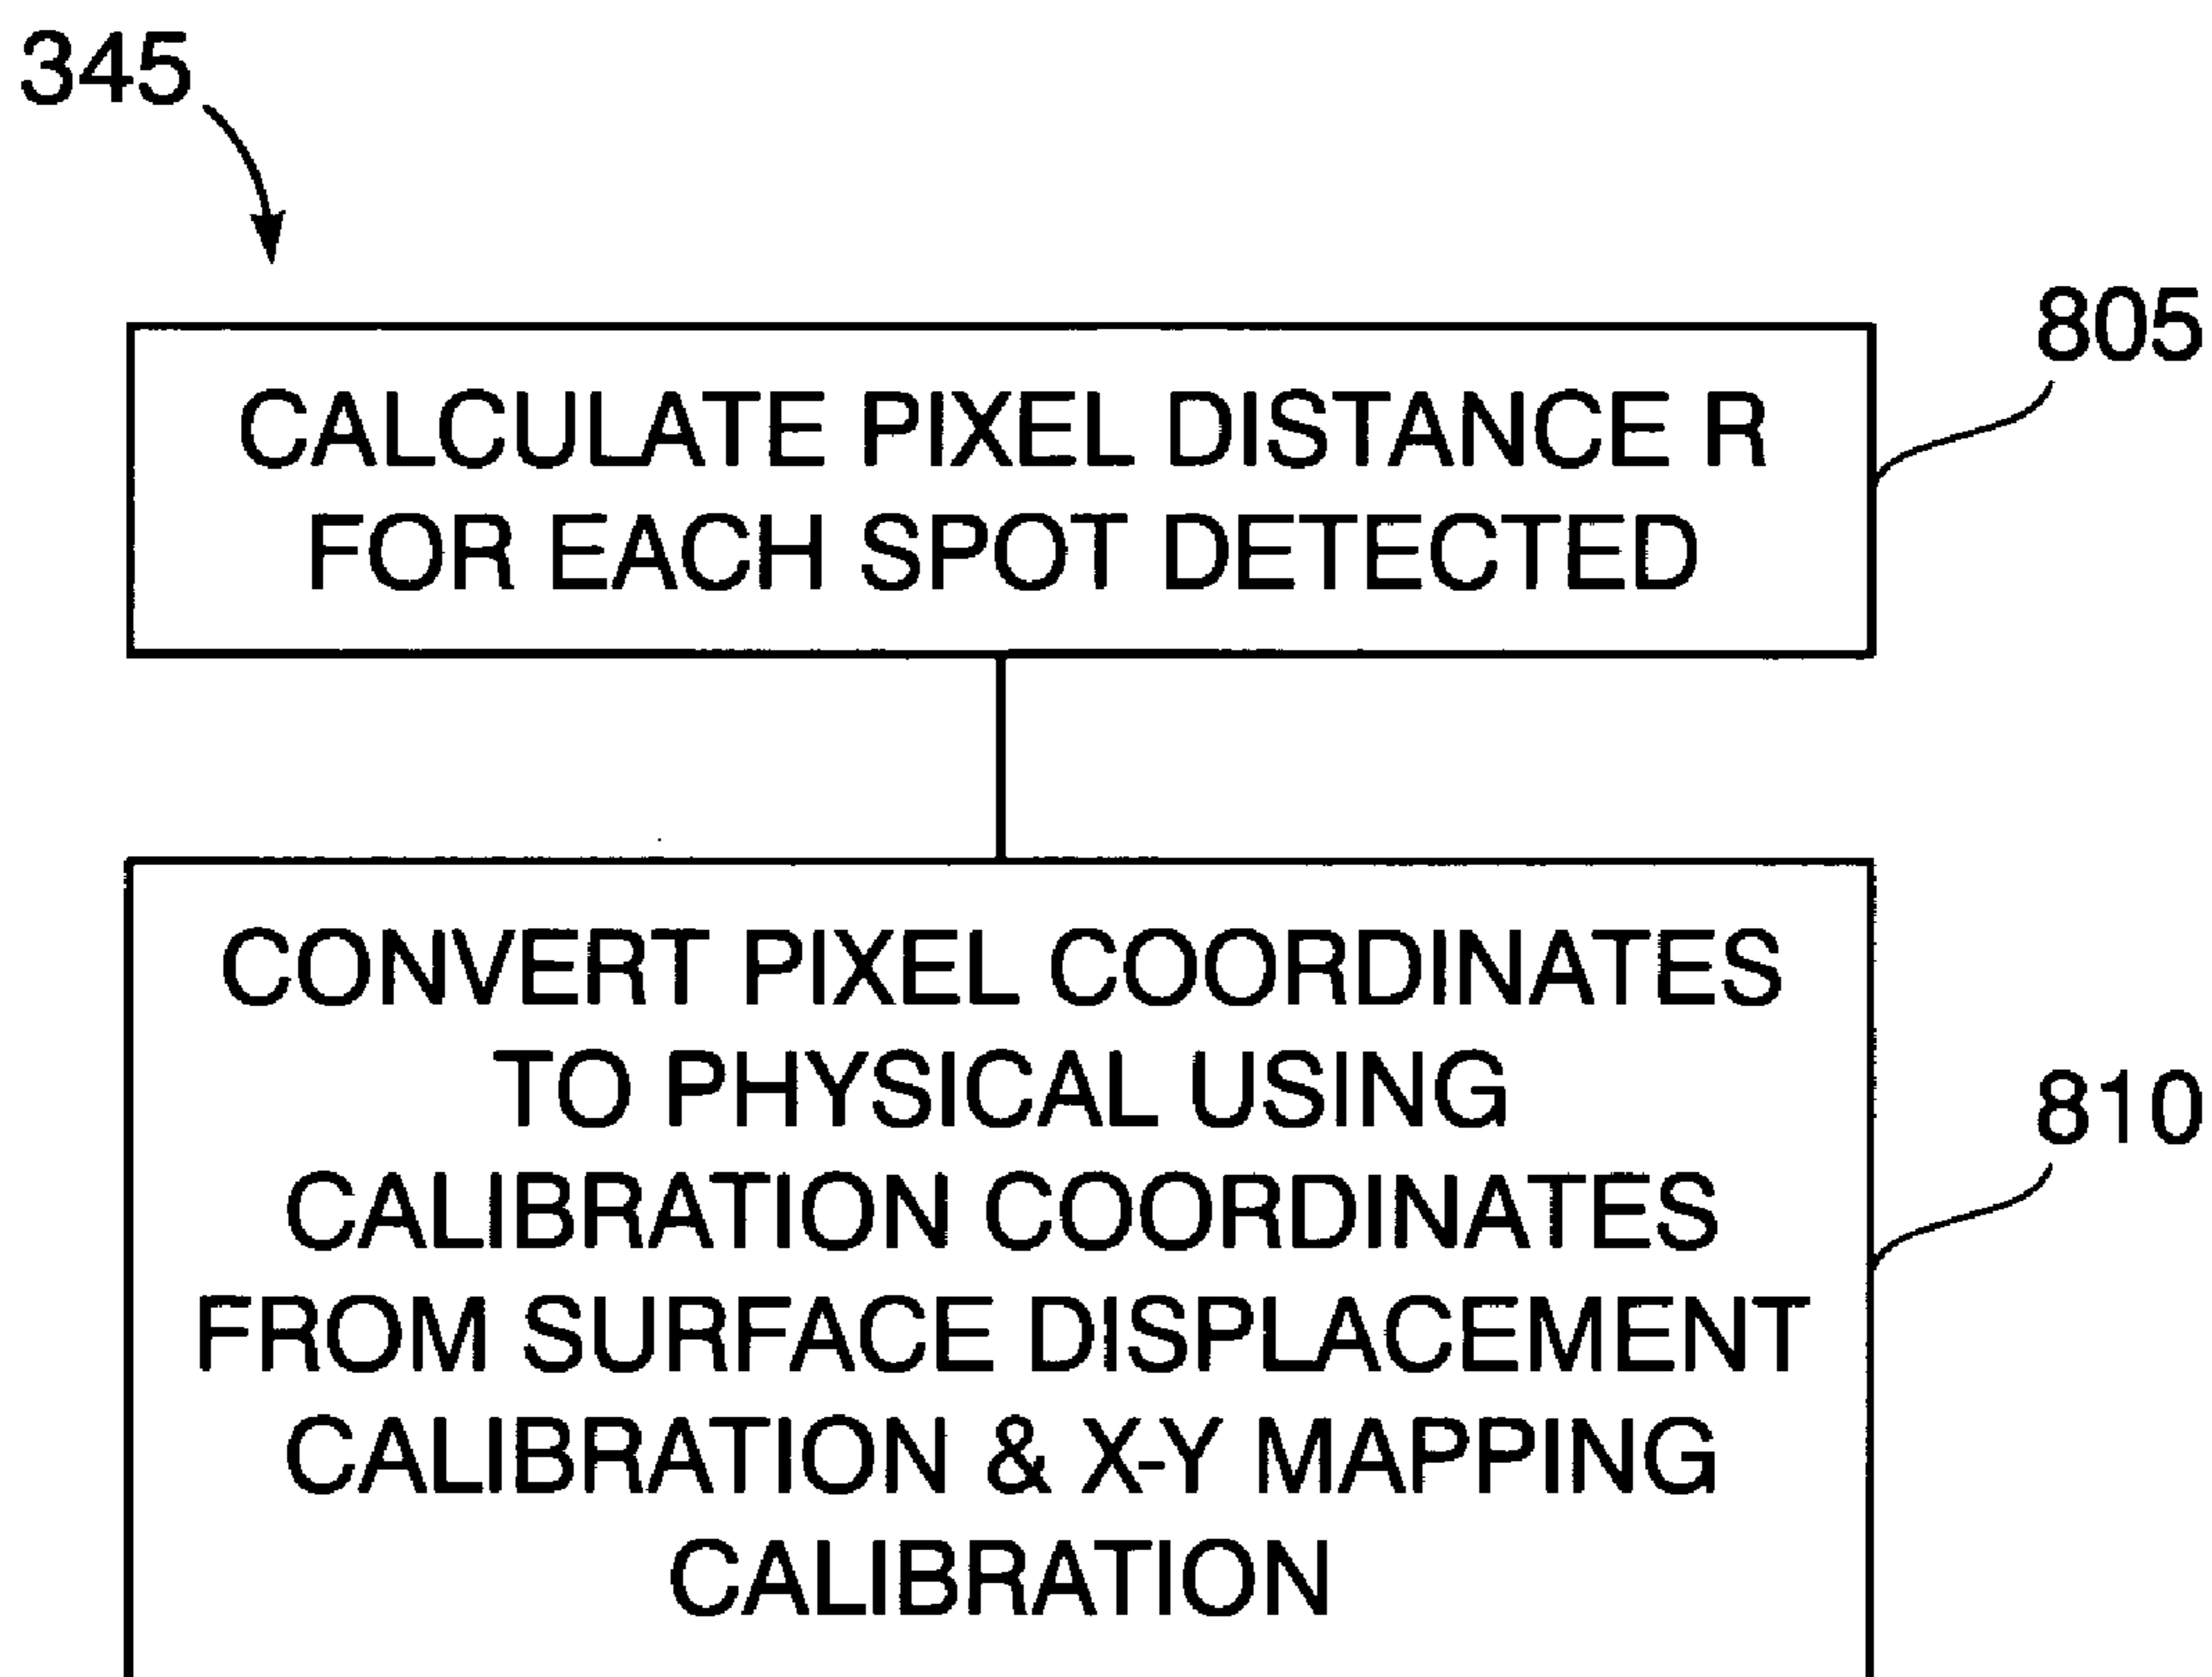 345
805
CALCULATE PIXEL DISTANCE R
FOR EACH SPOT DETECTED
CONVERT PIXEL COORDINATES
TO PHYSICAL USING
810
CALIBRATION COORDINATES
FROM SURFACE DISPLACEMENT
CALIBRATION & X-Y MAPPING
CALIBRATION